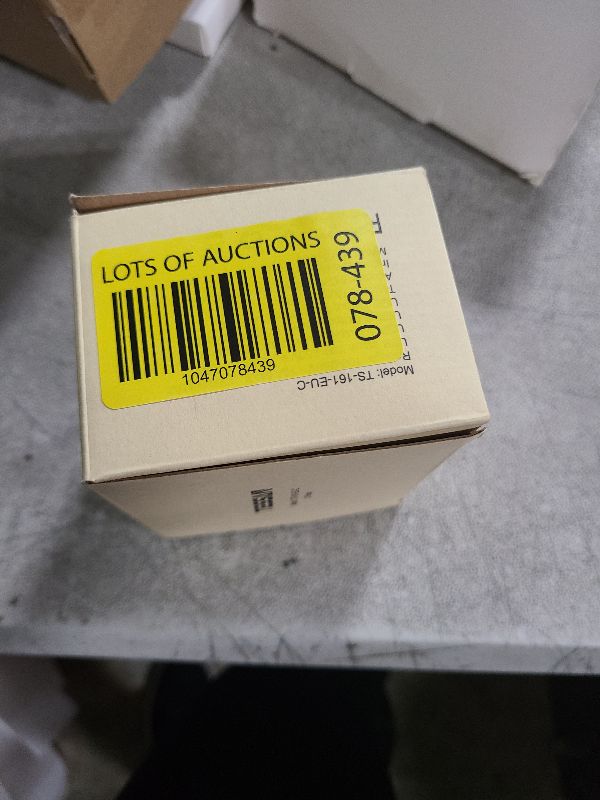 LOTS OF AUCTIONS
1047078439
078-439
Model: TS-161-EU-C